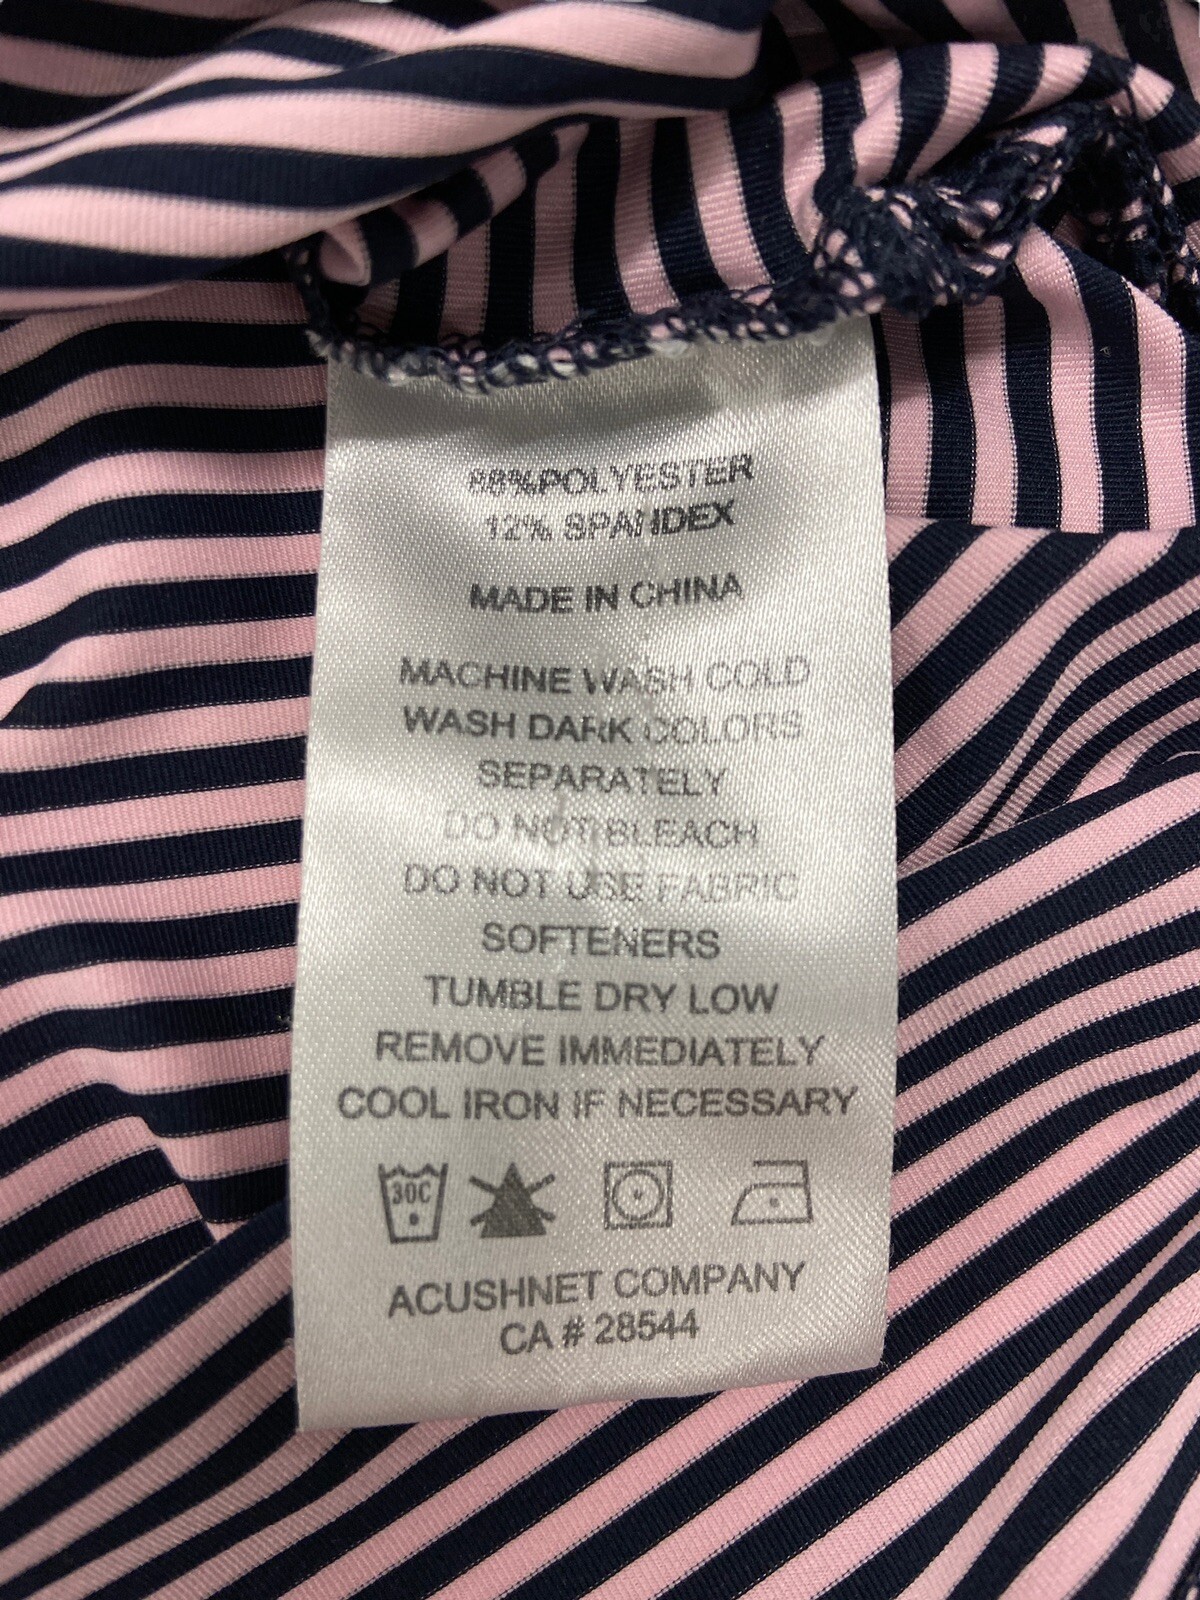 88%POLYESTER
12% SPANDEX
MADE IN CHINA
MACHINE WASH COLD
WASH DARK COLORS
SEPARATELY
DO NOT BLEACH
DO NOT USE FABRIC
SOFTENERS
TUMBLE DRY LOW
REMOVE IMMEDIATELY
COOL IRON IF NECESSARY
30C
ACUSHNET COMPANY
CA # 28544